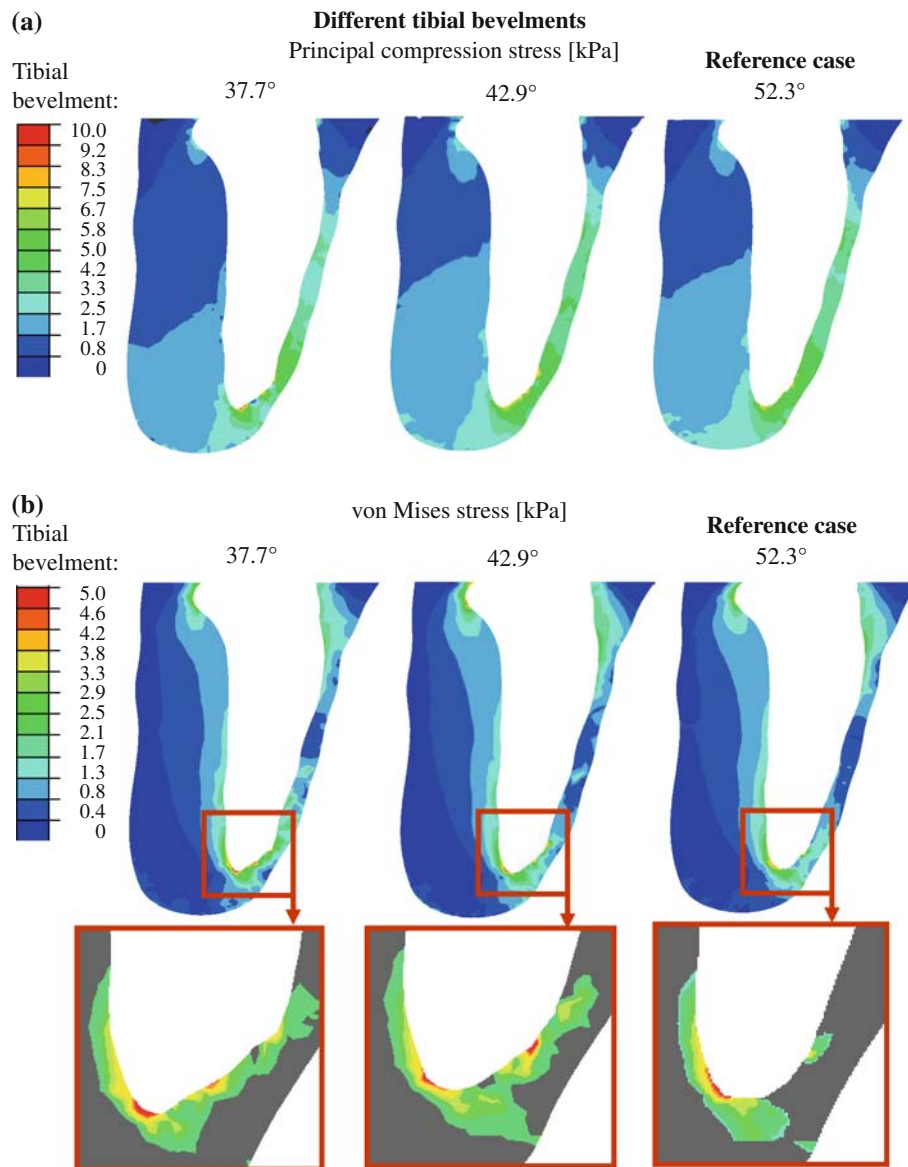 (a)
Different tibial bevelments
Principal compression stress [kPa]
Reference case
Tibial
bevelment:
37.7°
42.9°
52.3°
10.0
9.2
8.3
7.5
6.7
5.8
5.0
4.2
3.3
2.5
1.7
0.8
0
(b)
von Mises stress [kPa]
Reference case
Tibial
bevelment:
37.7°
42.9°
52.3°
5.0
4.6
4.2
3.8
3.3
2.9
2.5
2.1
1.7
1.3
0.8
0.4
0